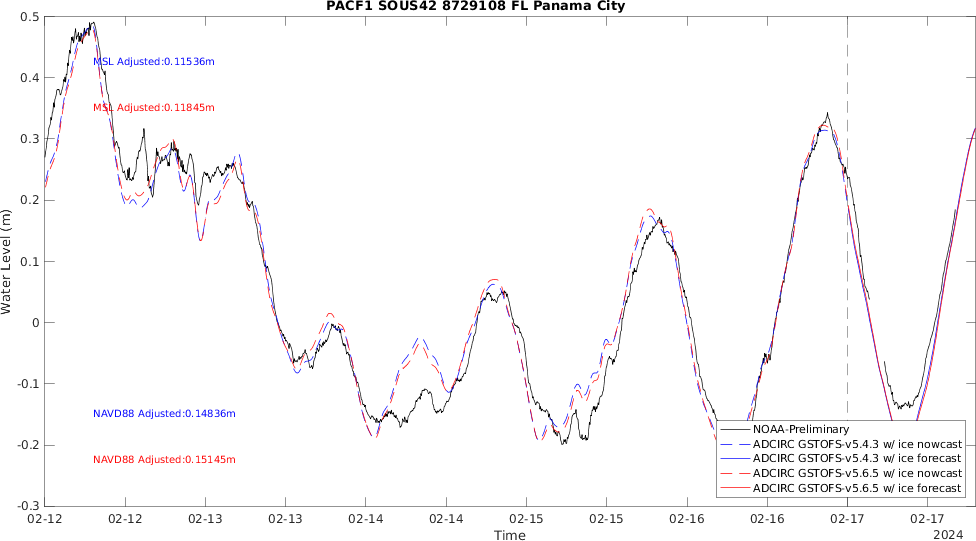 PACF1 SOUS42 8729108 FL Panama City
0.5
MSL Adjusted:0.11536m
0.4
MSL Adjusted:0.11845m
0.3
0.2
0.1
Water Level (m)
0
-0.1
NAVD88 Adjusted:0.14836m
-0.2
NAVD88 Adjusted:0.15145m
-0.3
NOAA-Preliminary
ADCIRC GSTOFS-v5.4.3 w/ ice nowcast
ADCIRC GSTOFS-v5.4.3 w/ ice forecast
ADCIRC GSTOFS-v5.6.5 w/ ice nowcast
ADCIRC GSTOFS-v5.6.5 w/ ice forecast
02-12 02-12 02-13 02-13 02-14 02-14 02-15 02-15 02-16 02-16 02-17 02-17
Time
2024